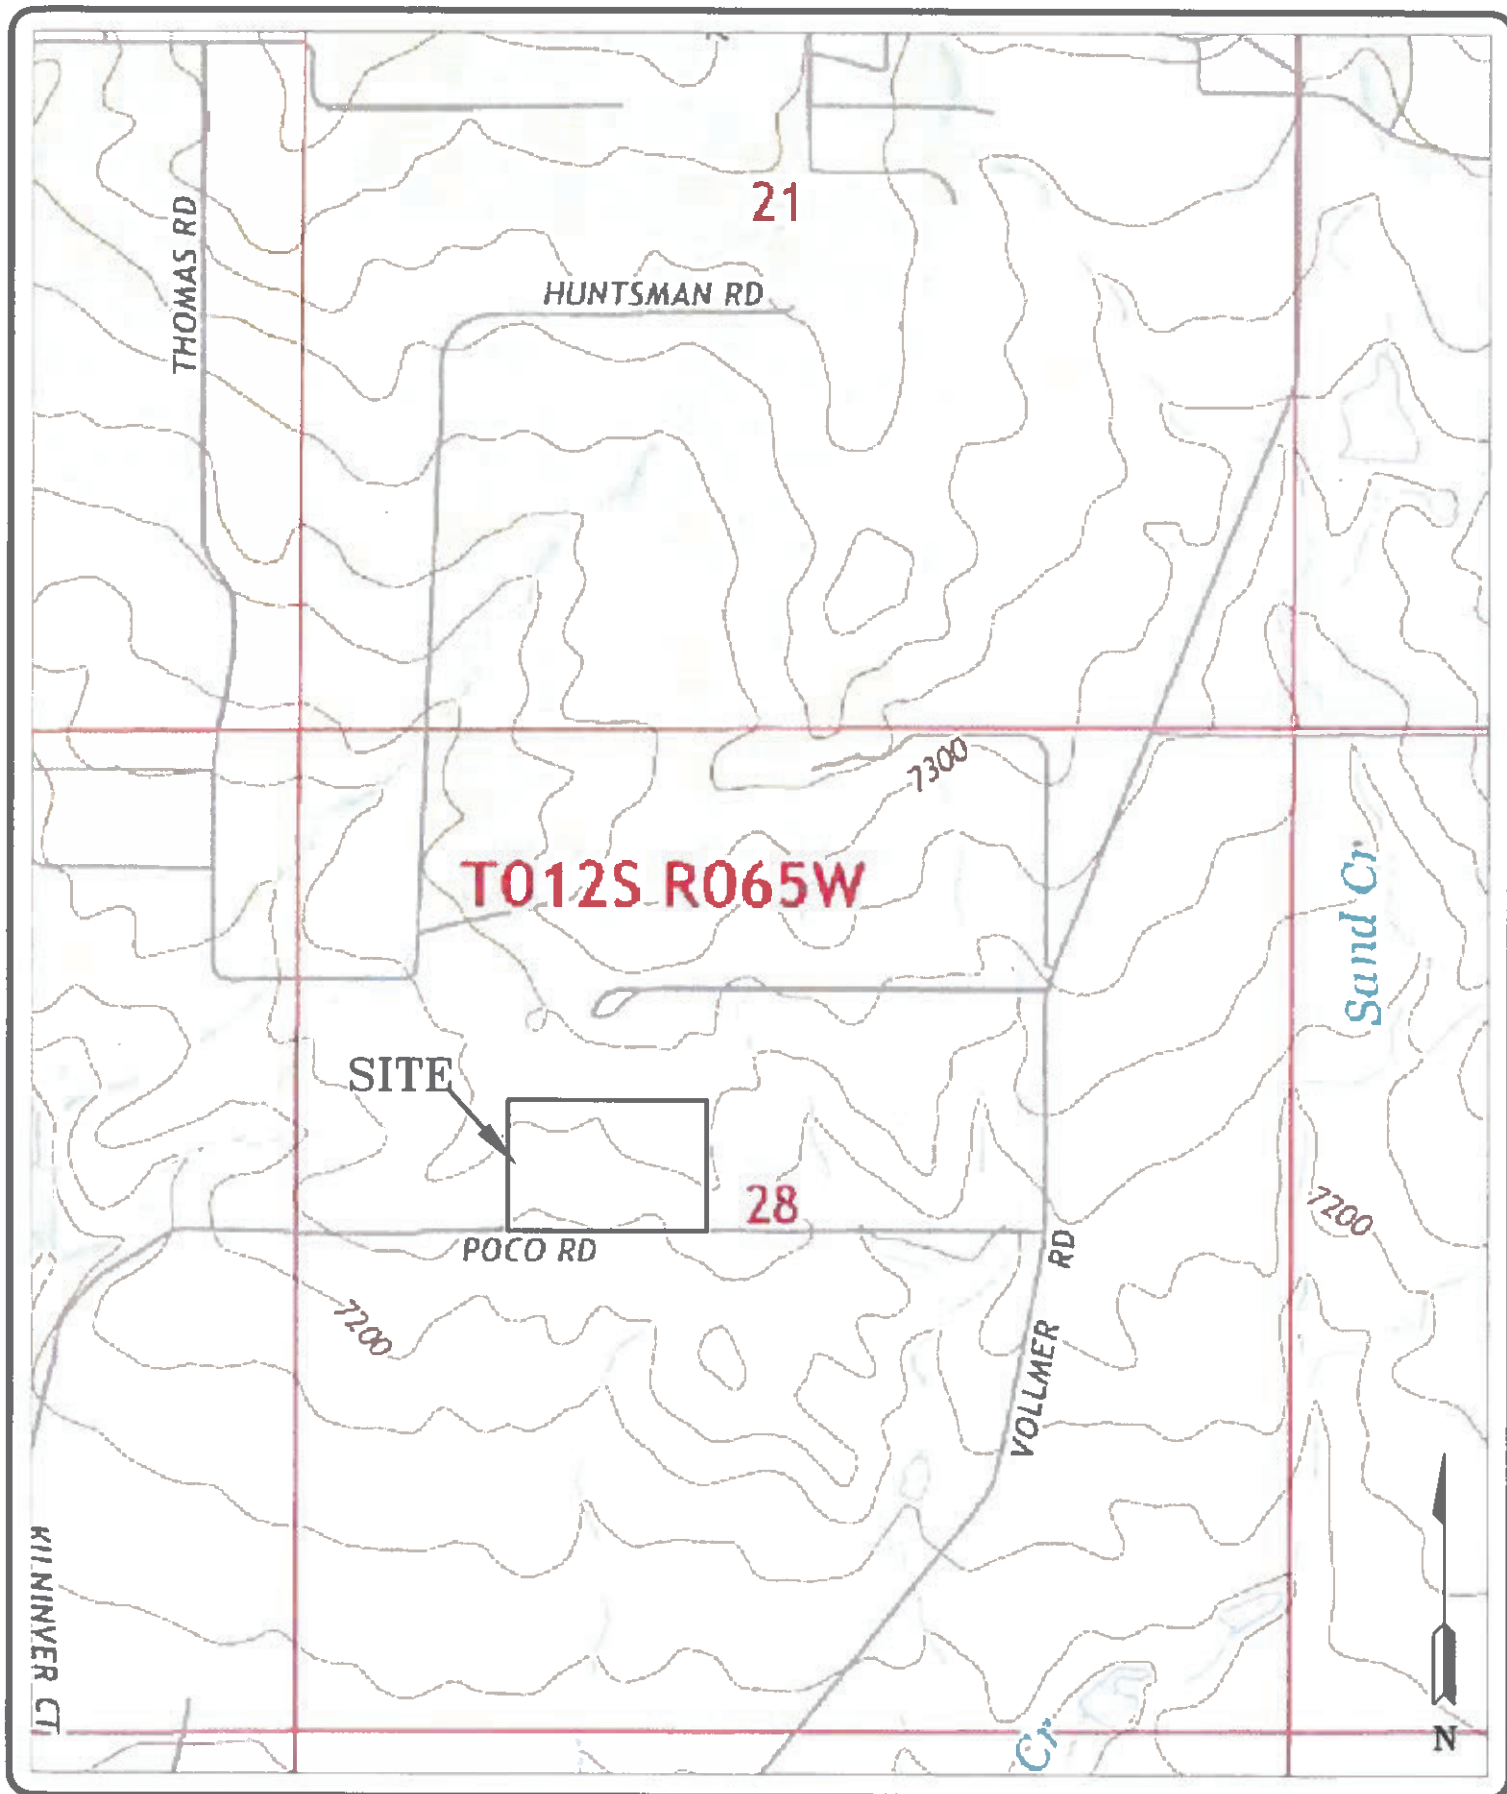 21
THOMAS RD
HUNTSMAN RD
7300
T012S R065W
Sand Cr
SITE
28
7200
POCO RD
RD
7200
VOLLMER
KILNINVER CT
Cr
N